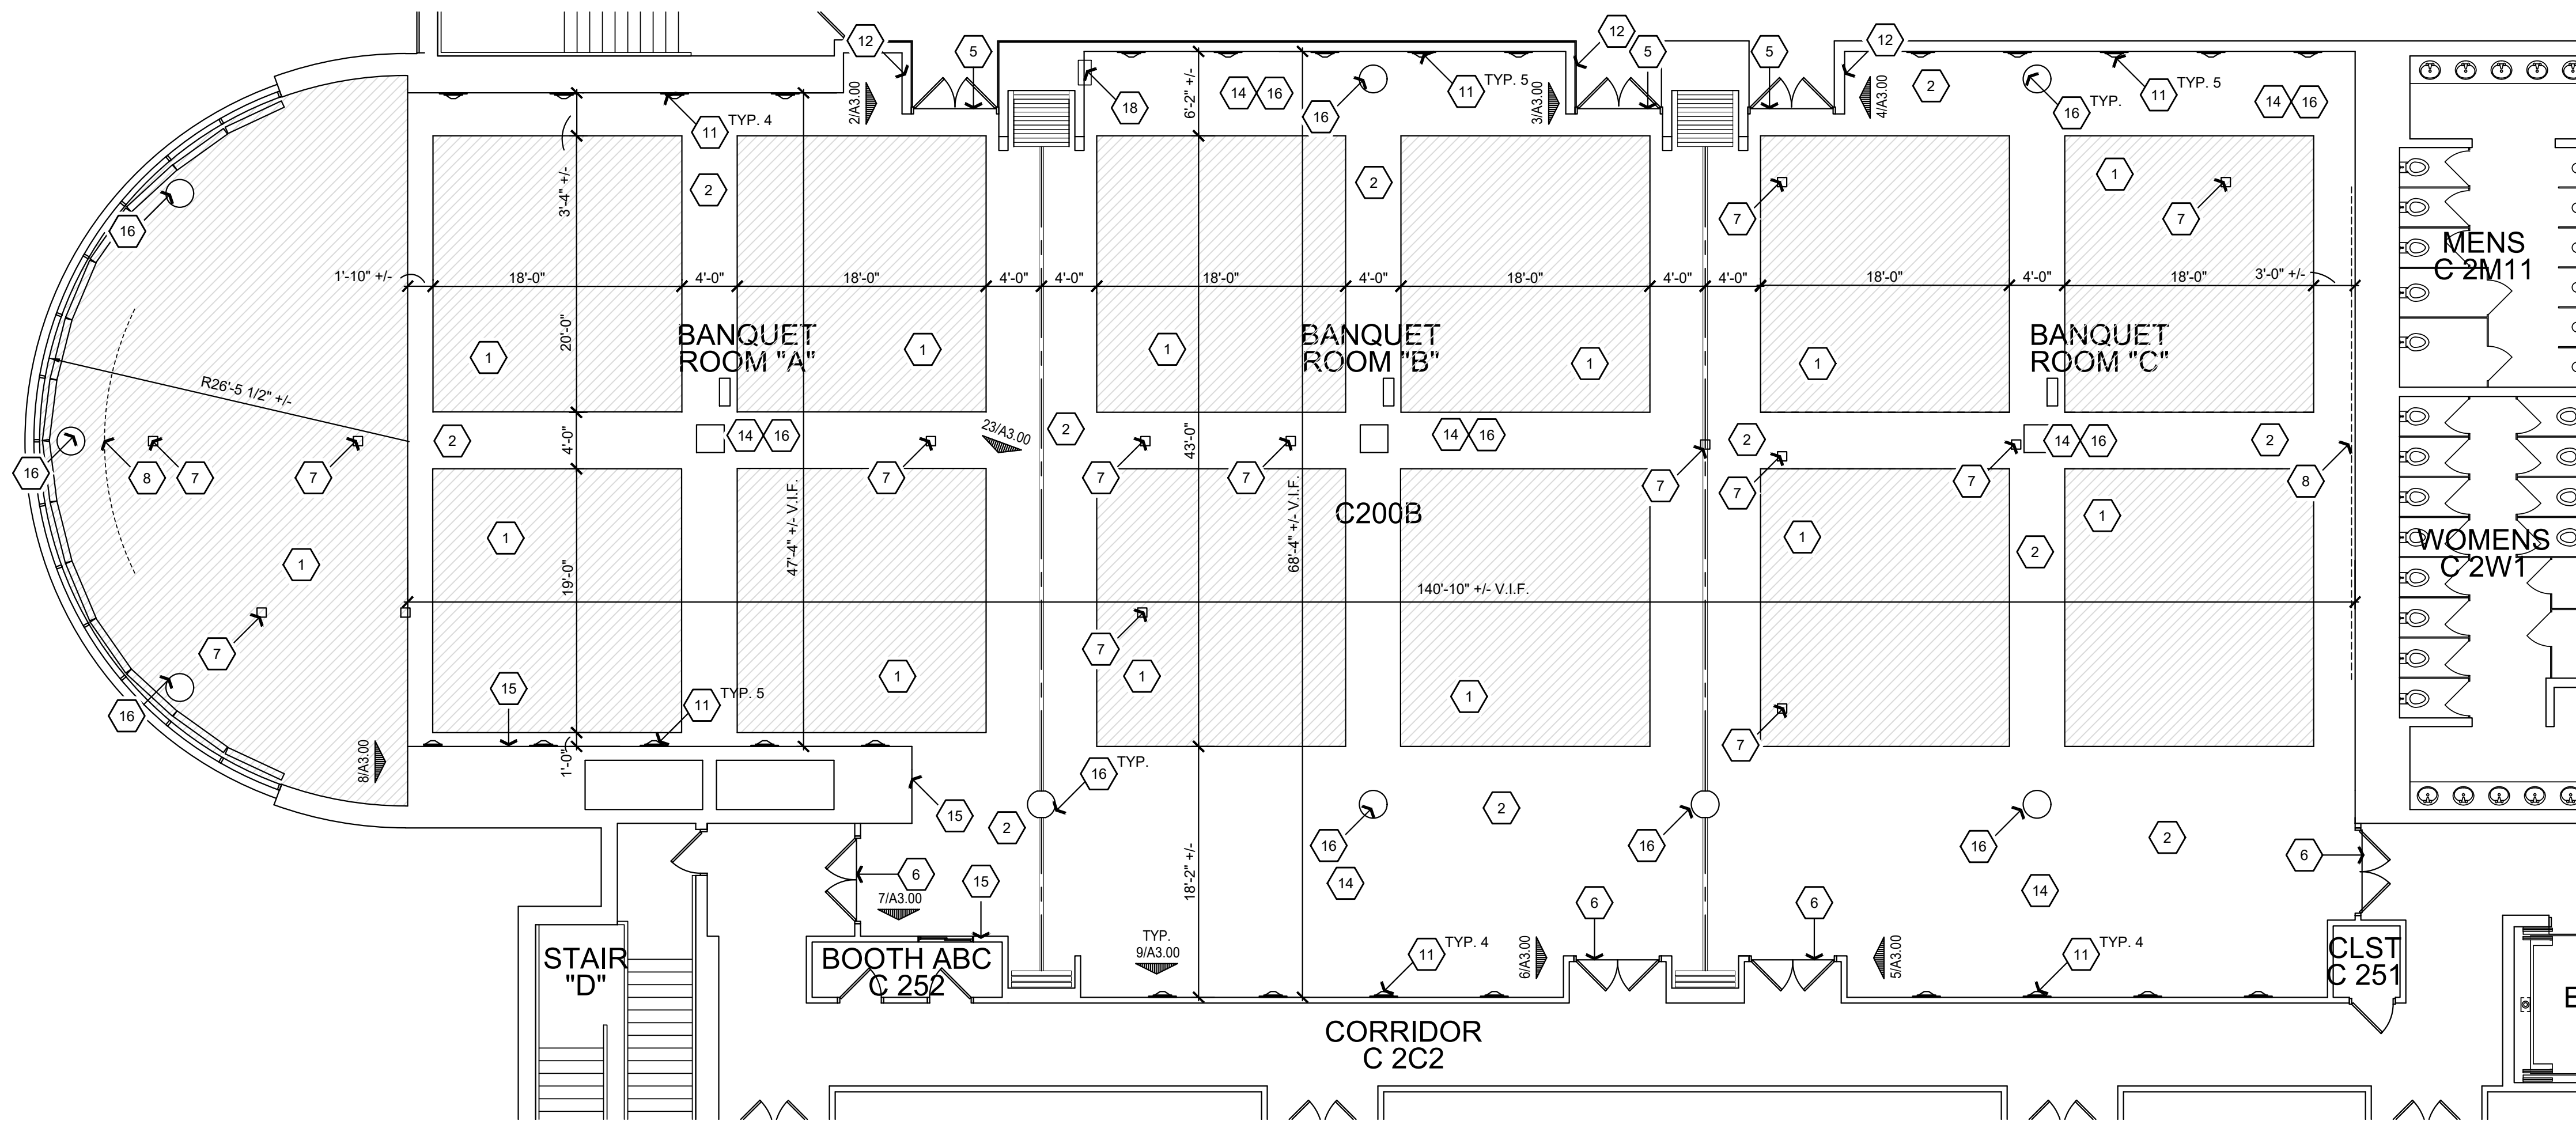 12
5
12
5
5
12
2/A3.00
18
14
16
16
11
TYP. 5
3/A3.00
4/A3.00
2
16
TYP.
11
TYP. 5
14
16
11
TYP. 4
6'-2" +/-
3'-4" +/-
2
2
7
1
7
16
MENS
C 2M11
1'-10" +/-
18'-0"
4'-0"
18'-0"
4'-0"
4'-0"
18'-0"
4'-0"
18'-0"
4'-0"
4'-0"
18'-0"
4'-0"
18'-0"
3'-0" +/-
20'-0"
BANQUET
ROOM "A"
BANQUET
ROOM "B"
BANQUET
ROOM "C"
1
1
1
1
1
R26'-5 1/2" +/-
4'-0"
2
14
16
23/A3.00
2
43'-0"
14
16
2
14
16
2
16
8
7
7
7
7
7
7
7
7
8
47'-4" +/- V.I.F.
68'-4" +/- V.I.F.
C200B
1
1
1
1
2
WOMENS
C 2W1
19'-0"
140'-10" +/- V.I.F.
7
7
1
1
1
15
16
11
TYP. 5
7
8/A3.00
1'-0"
16
TYP.
15
2
2
2
16
16
16
6
6
14
14
15
7/A3.00
18'-2" +/-
6
6
STAIR
"D"
BOOTH ABC
C 252
TYP.
9/A3.00
11
TYP. 4
6/A3.00
5/A3.00
11
TYP. 4
CLST
C 251
CORRIDOR
C 2C2